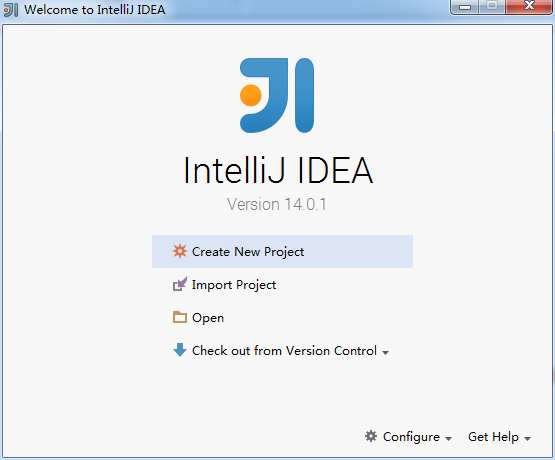 Welcome to IntelliJ IDEA
IntelliJ IDEA
Version 14.0.1
Create New Project
Import Project
Open
Check out from Version Control
Configure Get Help